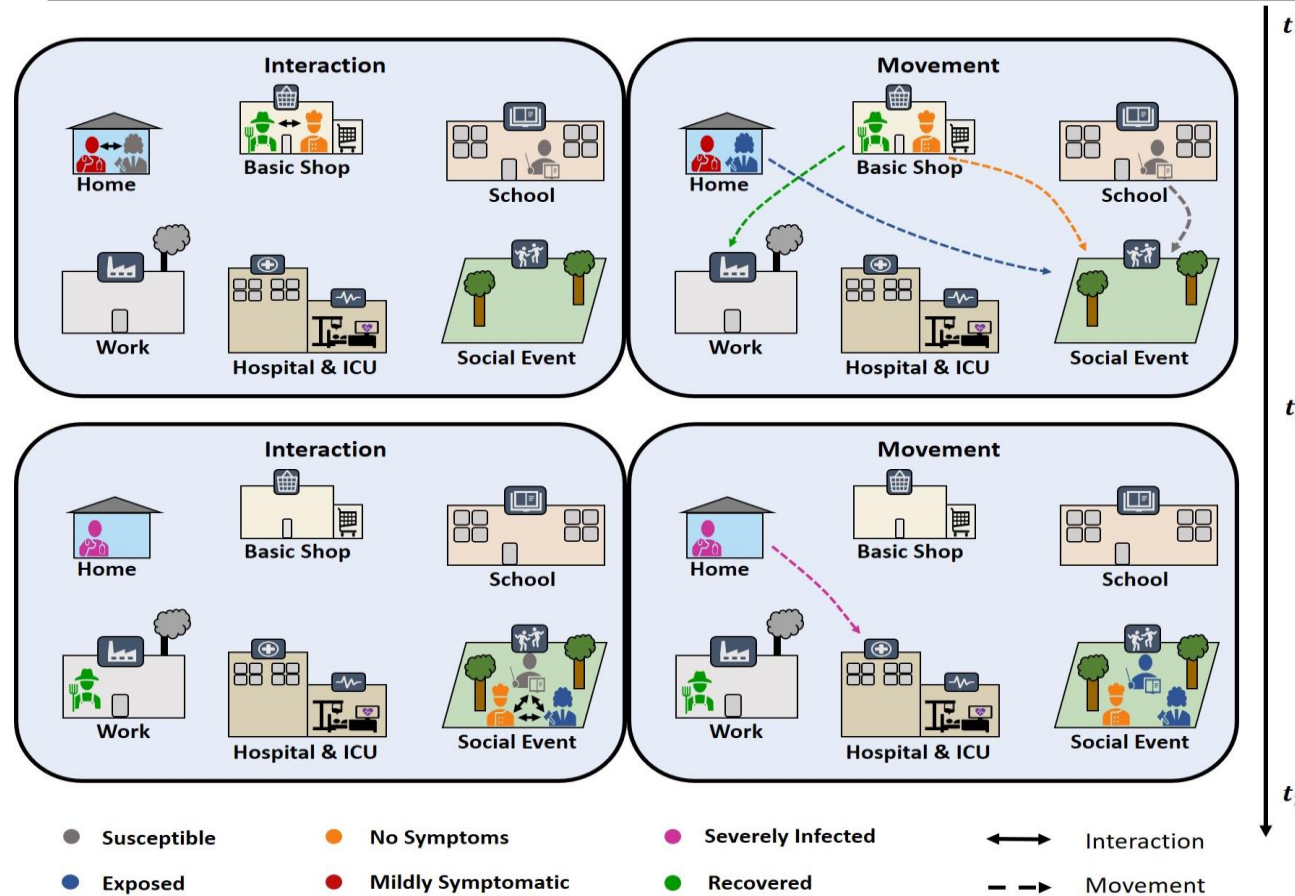 t
Interaction
Movement
Basic Shop
Basic Shop
Home
Home
School
School
Work
Work
Hospital & ICU
Hospital & ICU
Social Event
Social Event
t
Interaction
Movement
Basic Shop
Basic Shop
Home
Home
School
School
Work
Work
Hospital & ICU
Hospital & ICU
Social Event
Social Event
t
Susceptible
No Symptoms
Severely Infected
Interaction
Exposed
Mildly Symptomatic
Recovered
Movement